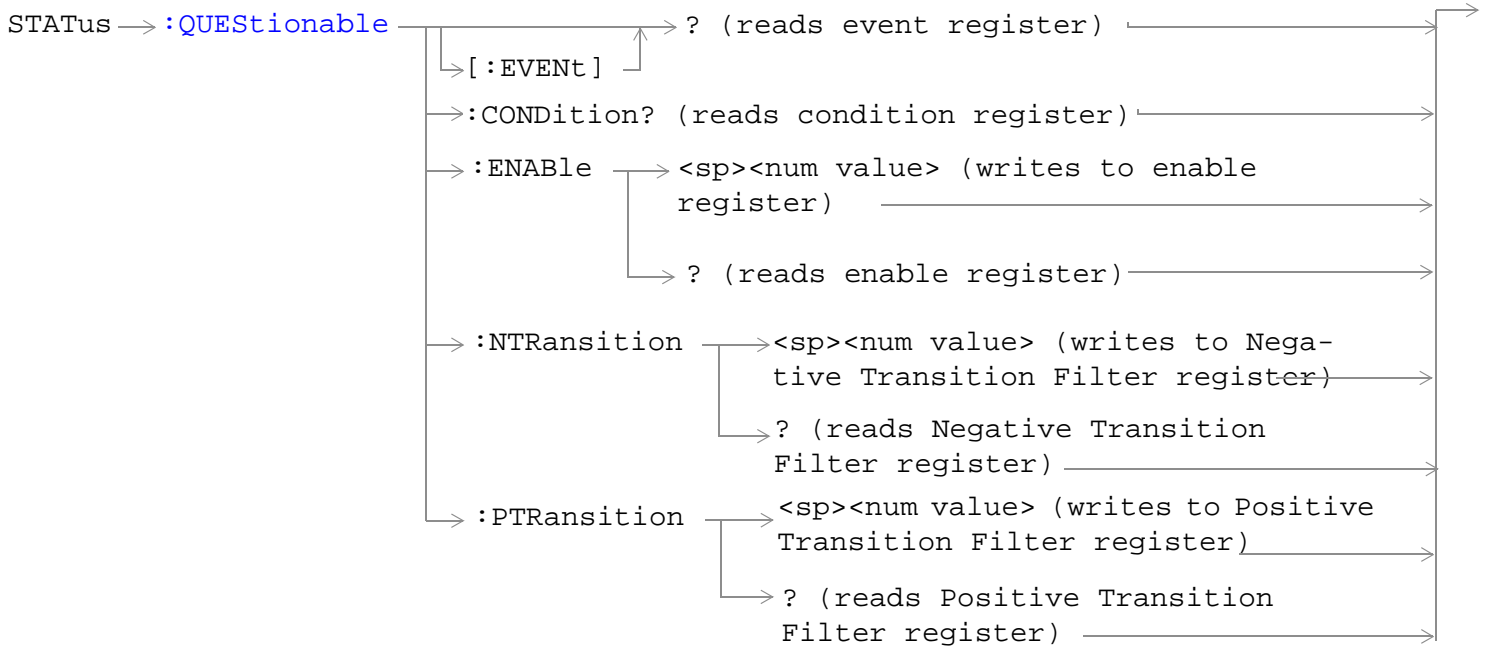 STATus :QUEStionable ? (reads event register)
[:EVENt]
:CONDition? (reads condition register)
:ENABle <sp><num value> (writes to enable
register)
? (reads enable register)
:NTRansition <sp><num value> (writes to Nega-
tive Transition Filter register)
? (reads Negative Transition
Filter register)
:PTRansition <sp><num value> (writes to Positive
Transition Filter register)
? (reads Positive Transition
Filter register)